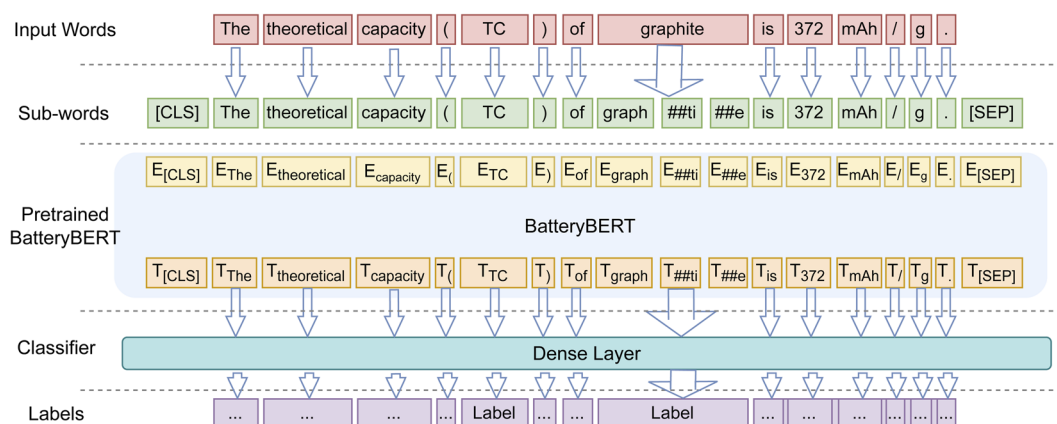 Input Words The theoretical capacity ( TC ) of graphite is 372 mAh / g .
Sub-words [CLS] The theoretical capacity ( TC ) of graph ##ti ##e is 372 mAh / g . [SEP]
E[CLS] EThe Etheoretical Ecapacity E( ETC E) Eof Egraph E##ti E##e Eis E372 EmAh E/ Eg E. E[SEP]
Pretrained
BatteryBERT
BatteryBERT
T[CLS] TThe Ttheoretical Tcapacity T( TTC T) Tof Tgraph T##ti T##e Tis T372 TmAh T/ Tg T. T[SEP]
Classifier Dense Layer
Labels ... ... ... ... Label ... ... Label ... ... ... ... ... ...